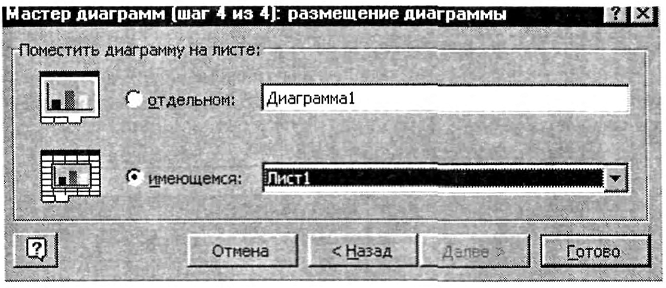 Мастер диаграмм (шаг 4 из 4): размещение диаграммы
Поместить диаграмму на листе:
отдельном: Диаграмма1
имеющемся: Лист1
Отмена < Назад Далее > Готово